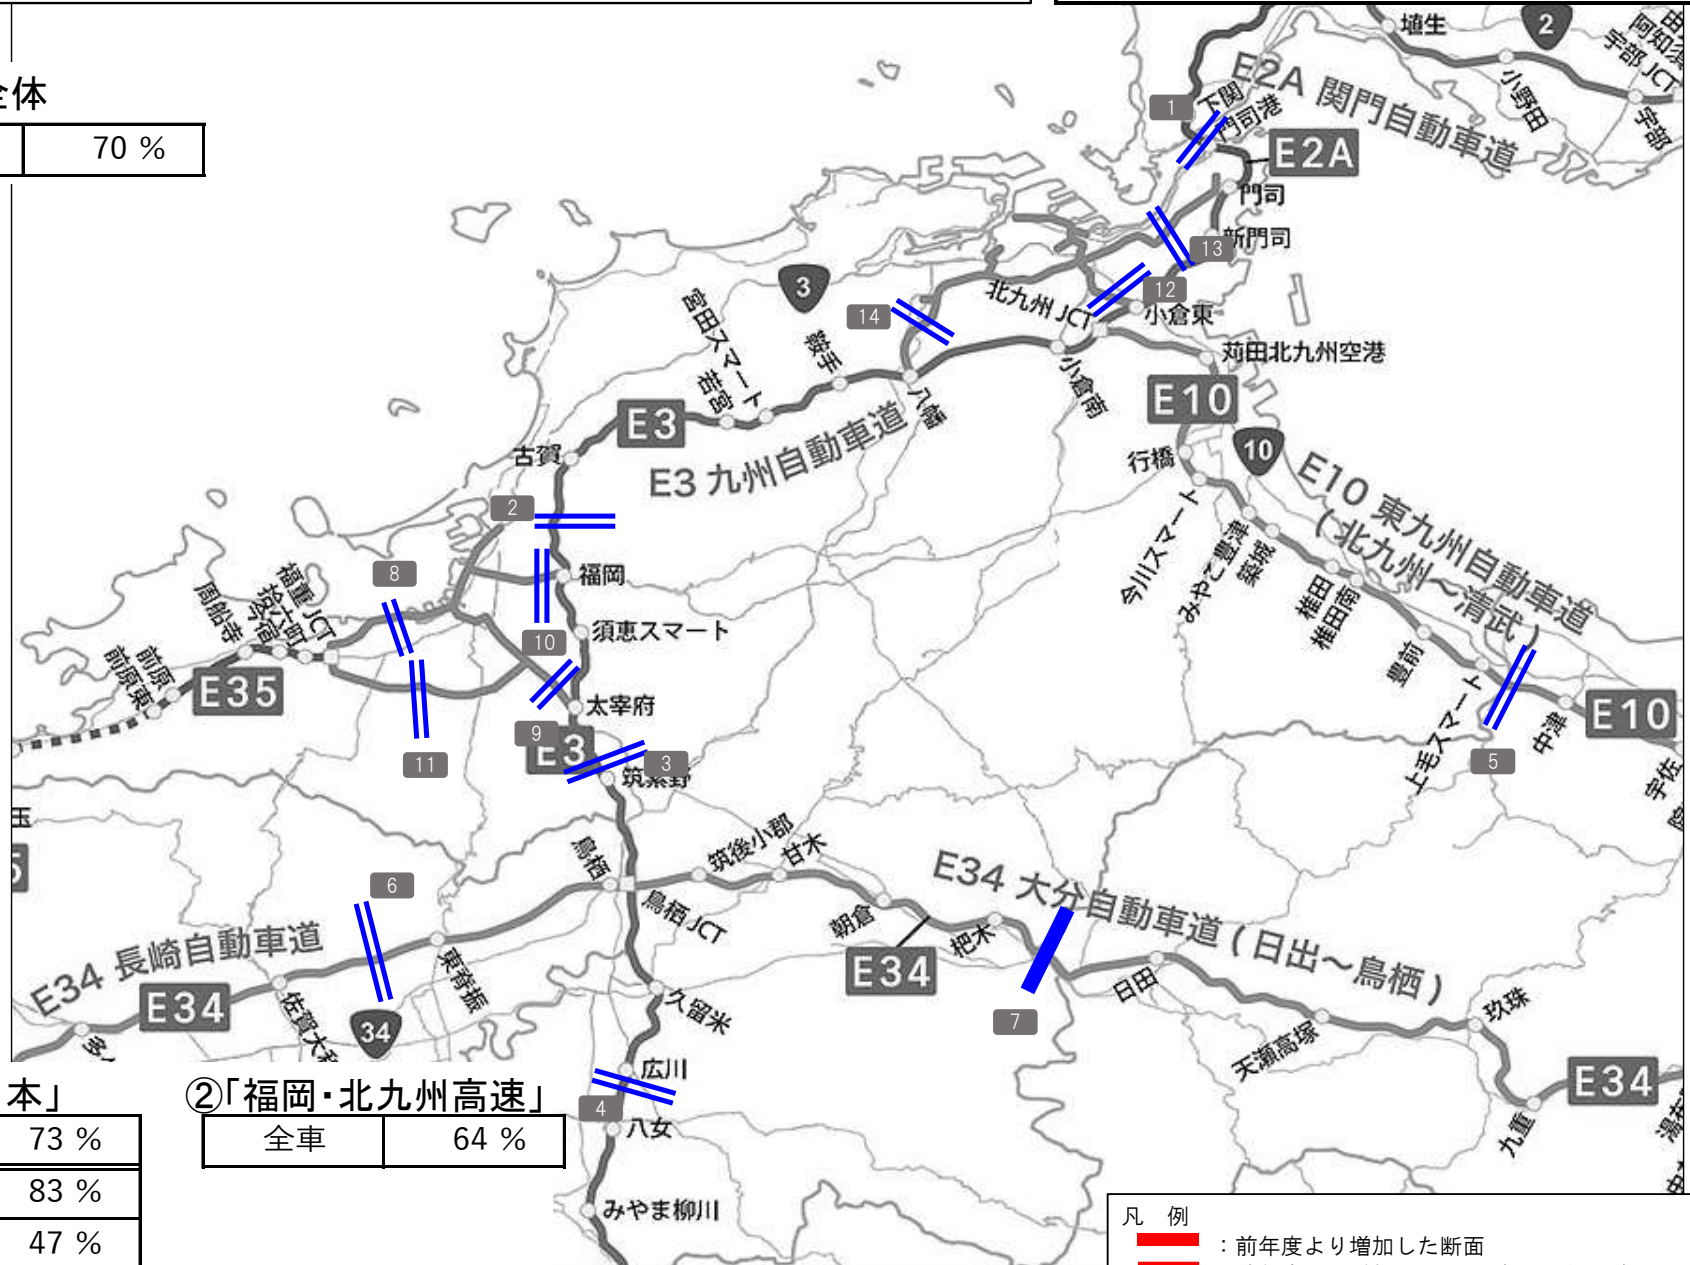 全体
70 %
埴生
2
小野田
宇部 JCT
宇部
E2A 関門自動車道
1
下関
門司港
E2A
門司
新門司
13
12
3
14
北九州 JCT
小倉東
苅田北九州空港
小倉南
八幡
鞍手
宮田スマート
若宮
E3
E10
古賀
E3 九州自動車道
行橋
10
E10 東九州自動車道
( 北九州～清武 )
今川スマート
みやこ豊津
築城
椎田
椎田南
豊前
上毛スマート
中津
E10
5
宇佐
2
8
福岡
10
須恵スマート
福重 JCT
拾六町
今宿
周船寺
前原
前原東
E35
太宰府
9
E3
3
筑紫野
11
鳥栖
筑後小郡
甘木
鳥栖 JCT
朝倉
杷木
E34 大分自動車道 ( 日出～鳥栖 )
E34
7
日田
天瀬高塚
玖珠
九重
E34
6
E34 長崎自動車道
東脊振
E34
34
久留米
広川
4
八女
みやま柳川
本」
73 %
83 %
47 %
②「福岡・北九州高速」
全車
64 %
凡 例
：前年度より増加した断面